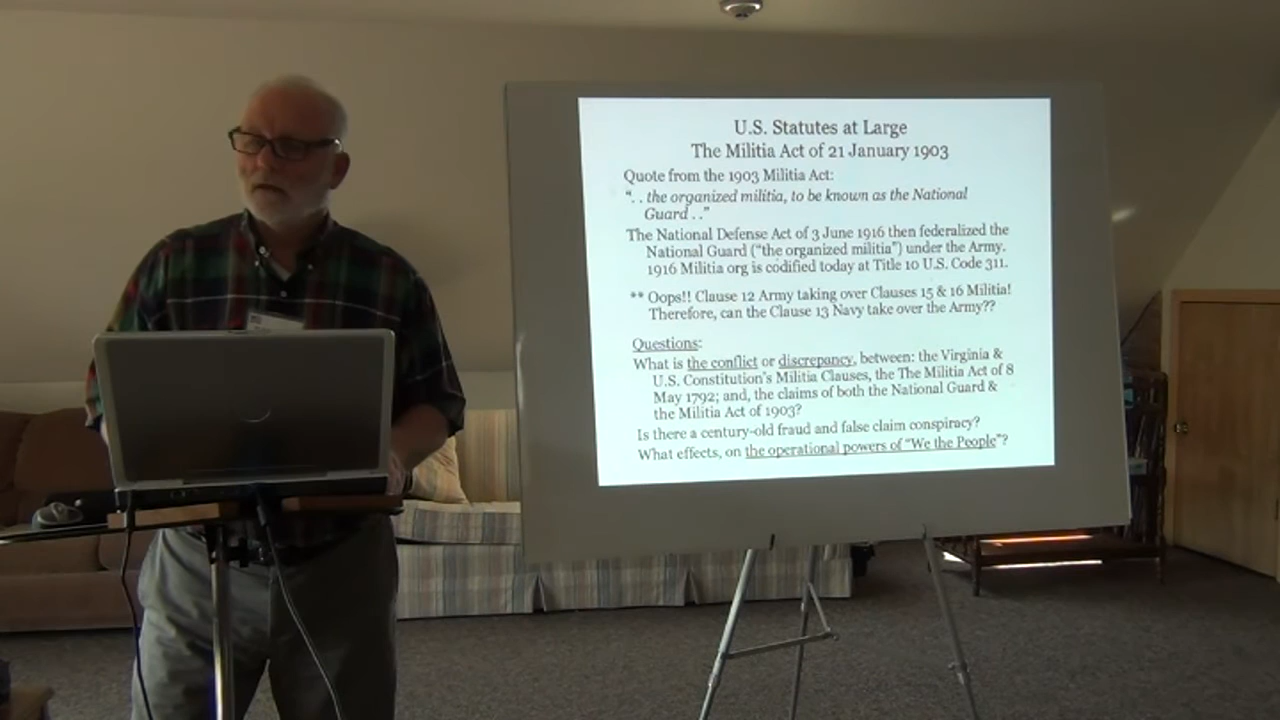 U.S. Statutes at Large
The Militia Act of 21 January 1903
Quote from the 1903 Militia Act:
". . the organized militia, to be known as the National
Guard . ."
The National Defense Act of 3 June 1916 then federalized the
National Guard ("the organized militia") under the Army.
1916 Militia org is codified today at Title 10 U.S. Code 311.
** Oops!! Clause 12 Army taking over Clauses 15 & 16 Militia!
Therefore, can the Clause 13 Navy take over the Army??
Questions:
What is the conflict or discrepancy, between: the Virginia &
U.S. Constitution's Militia Clauses, the The Militia Act of 8
May 1792; and, the claims of both the National Guard &
the Militia Act of 1903?
Is there a century-old fraud and false claim conspiracy?
What effects, on the operational powers of "We the People"?